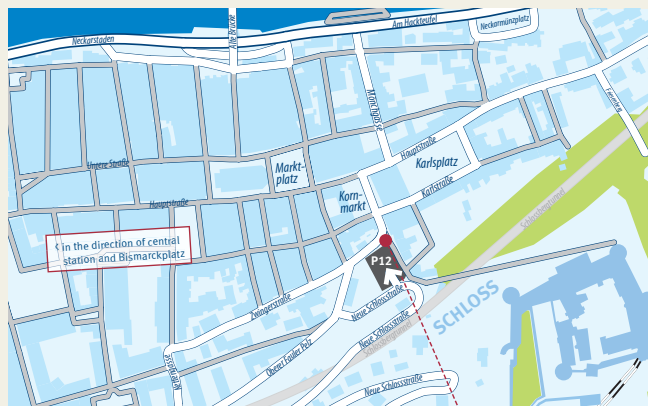 Am Hackteufel
Neckarmünzplatz
Neckarstaden
Alte Brücke
Mönchgasse
Friesenberg
Hauptstraße
Untere Straße
Markt-
platz
Karlsplatz
Karlstraße
Korn-
markt
Hauptstraße
Schlossbergtunnel
‹ in the direction of central
station and Bismarckplatz
P12
Zwingerstraße
Neue Schlossstraße
SCHLOSS
Neue Schlossstraße
Schlossbergtunnel
Oberer Fauler Pelz
Neue Schlossstraße